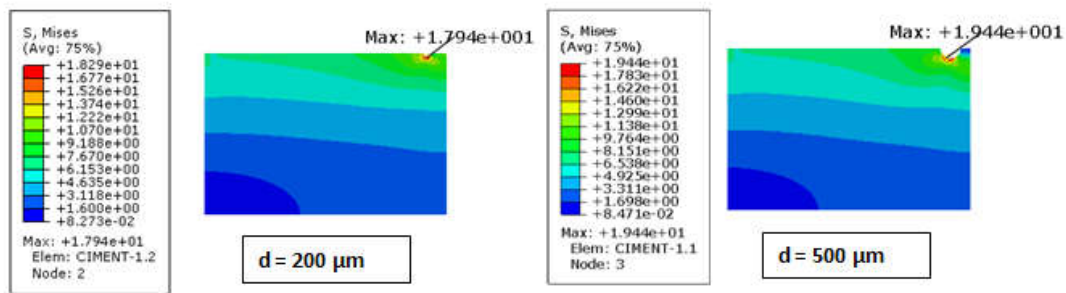 S, Mises
(Avg: 75%)
+1.829e+01
+1.677e+01
+1.526e+01
+1.374e+01
+1.222e+01
+1.070e+01
+9.188e+00
+7.670e+00
+6.153e+00
+4.635e+00
+3.118e+00
+1.600e+00
+8.273e-02
Max: +1.794e+01
Elem: CIMENT-1.2
Node: 2
Max: +1.794e+001
d = 200 µm
S, Mises
(Avg: 75%)
+1.944e+01
+1.783e+01
+1.622e+01
+1.460e+01
+1.299e+01
+1.138e+01
+9.764e+00
+8.151e+00
+6.538e+00
+4.925e+00
+3.311e+00
+1.698e+00
+8.471e-02
Max: +1.944e+01
Elem: CIMENT-1.1
Node: 3
Max: +1.944e+001
d = 500 µm